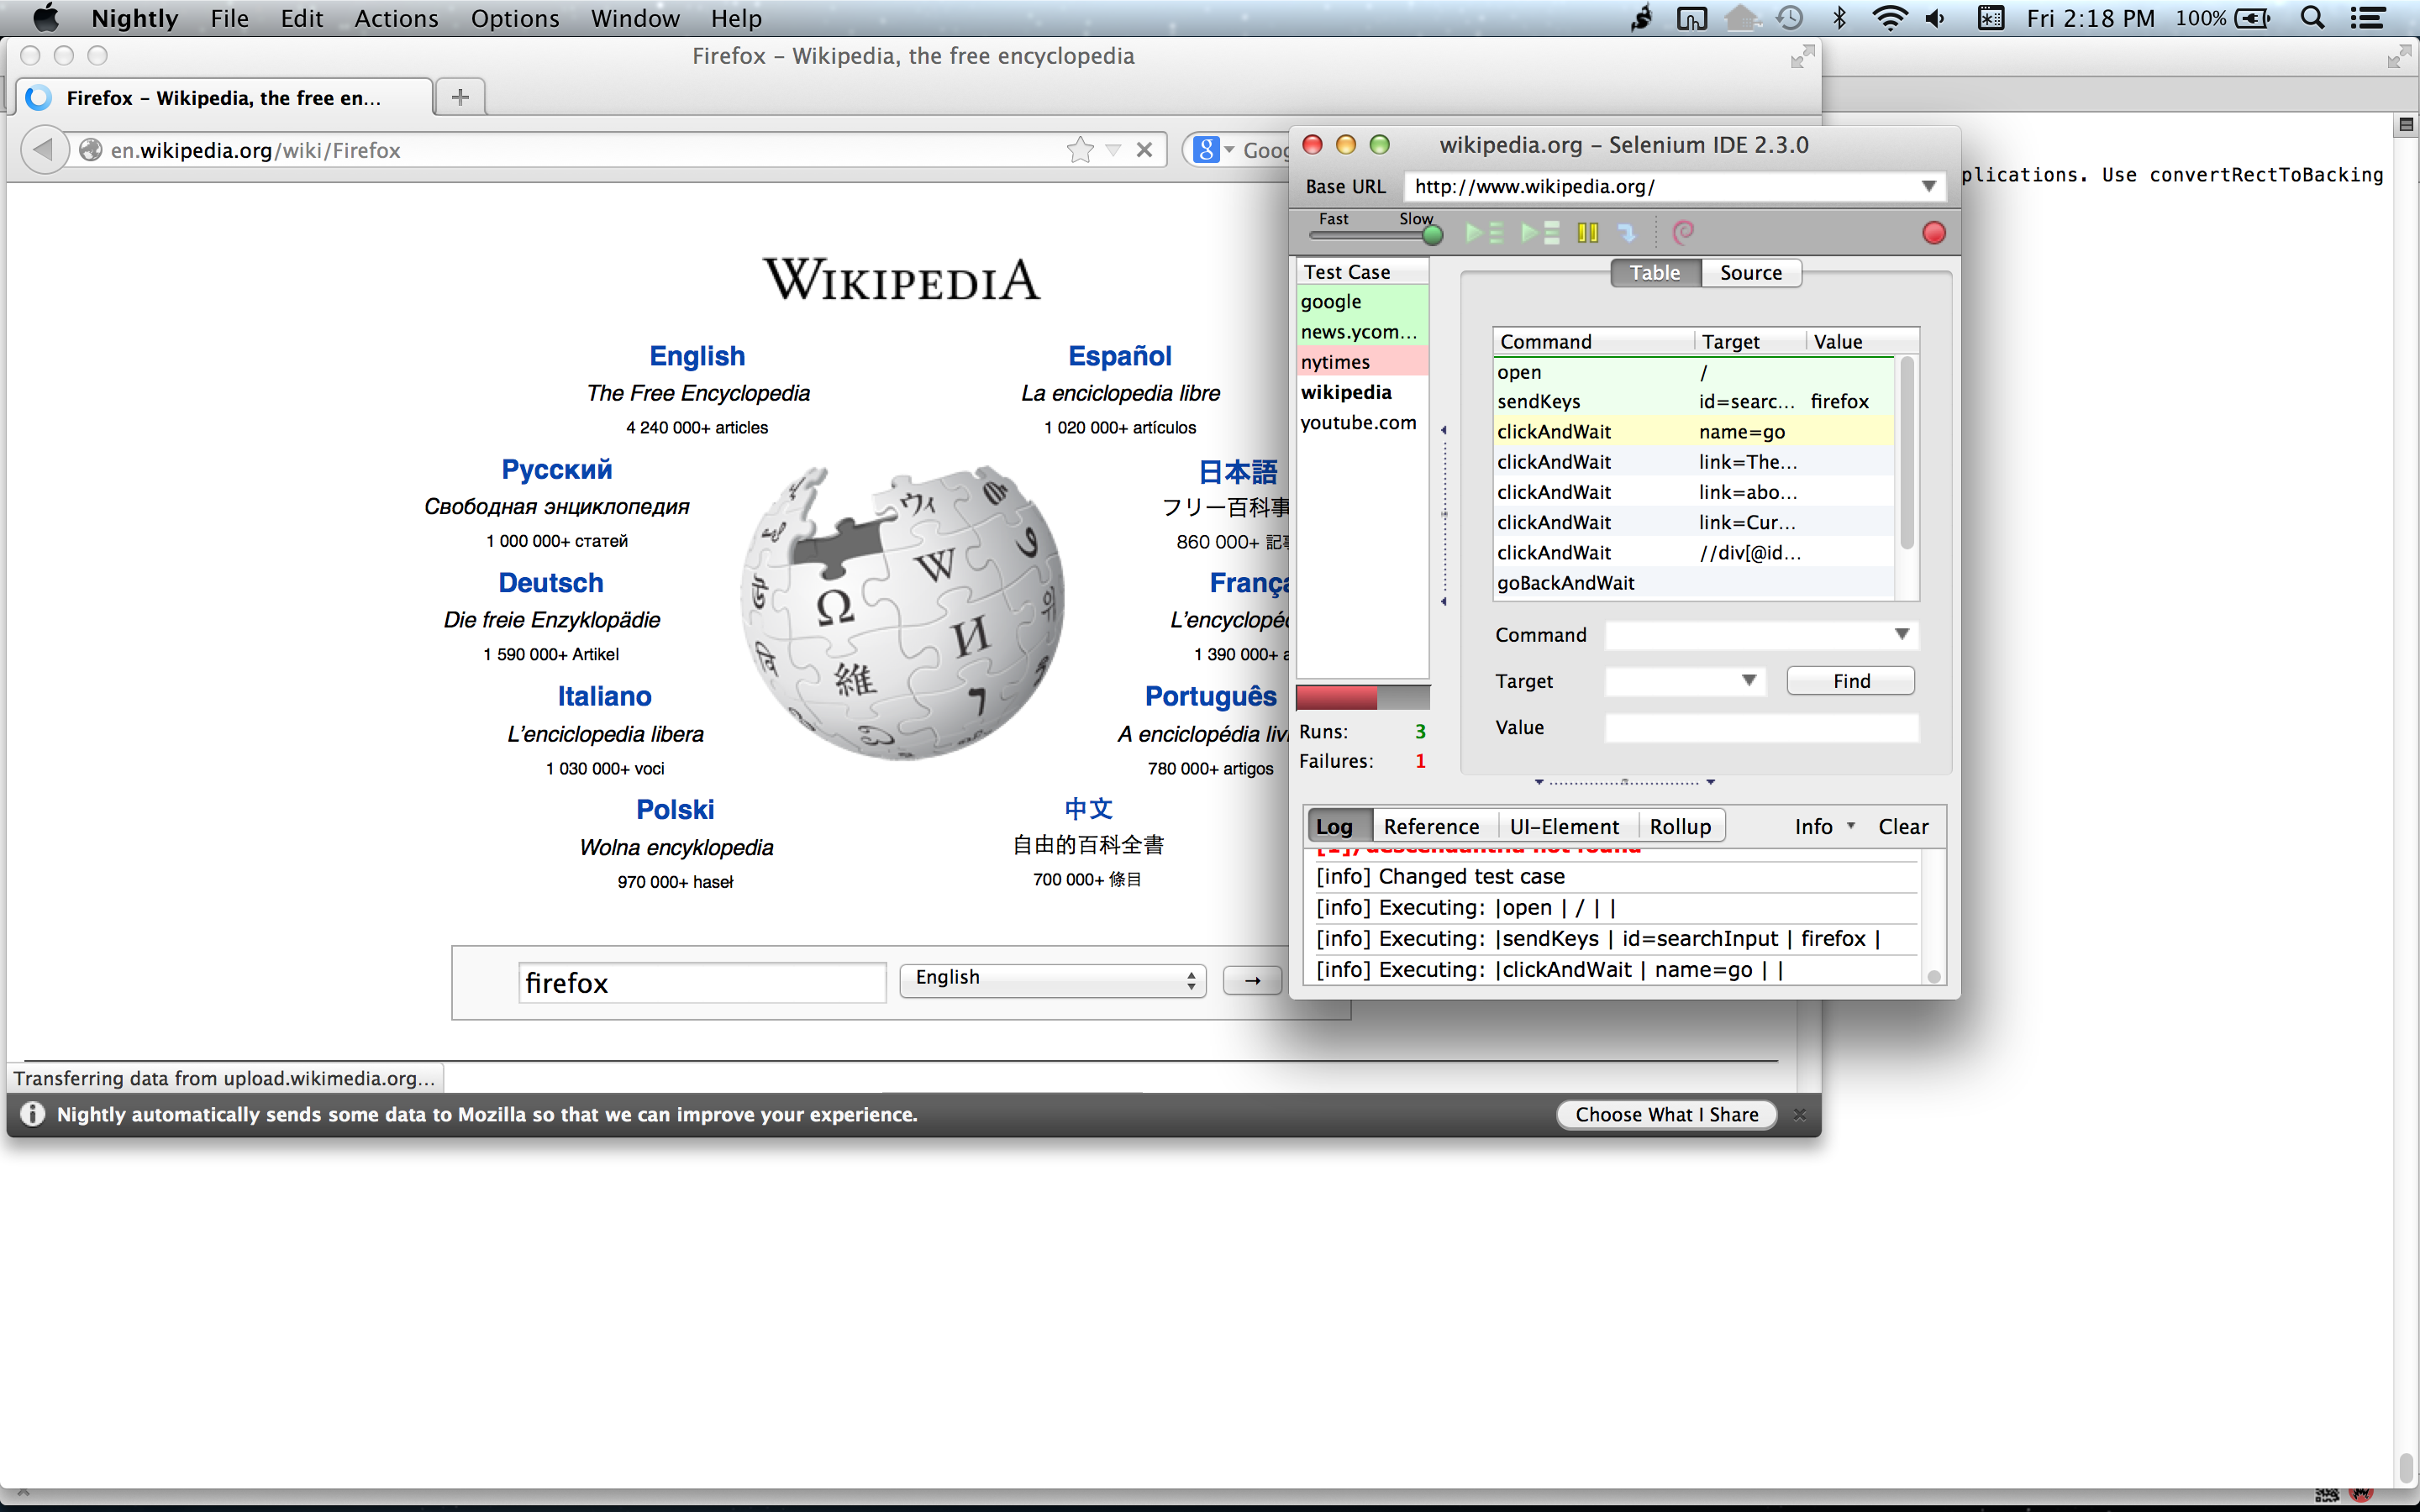 Nightly File Edit Actions Options Window Help Fri 2:18 PM 100%
Firefox – Wikipedia, the free encyclopedia
Firefox – Wikipedia, the free en...
en.wikipedia.org/wiki/Firefox
Goog
WIKIPEDIA
English
The Free Encyclopedia
4 240 000+ articles
Español
La enciclopedia libre
1 020 000+ artículos
Русский
Свободная энциклопедия
1 000 000+ статей
日本語
フリー百科事
860 000+
Deutsch
Die freie Enzyklopädie
1 590 000+ Artikel
França
L'encyclopé
1 390 000+
Italiano
L'enciclopedia libera
1 030 000+ voci
Português
A enciclopédia liv
780 000+ artigos
Polski
Wolna encyklopedia
970 000+ haseł
中文
自由的百科全書
700 000+ 條目
Ω W И 維 ウィ 7
firefox English →
Transferring data from upload.wikimedia.org...
Nightly automatically sends some data to Mozilla so that we can improve your experience. Choose What I Share
wikipedia.org – Selenium IDE 2.3.0
Base URL http://www.wikipedia.org/
Fast Slow
Test Case
google
news.ycom...
nytimes
wikipedia
youtube.com
Runs: 3
Failures: 1
Table Source
Command Target Value
open /
sendKeys id=searc... firefox
clickAndWait name=go
clickAndWait link=The...
clickAndWait link=abo...
clickAndWait link=Cur...
clickAndWait //div[@id...
goBackAndWait
Command
Target Find
Value
Log Reference UI-Element Rollup Info Clear
not found
[info] Changed test case
[info] Executing: |open | / | |
[info] Executing: |sendKeys | id=searchInput | firefox |
[info] Executing: |clickAndWait | name=go | |
plications. Use convertRectToBacking